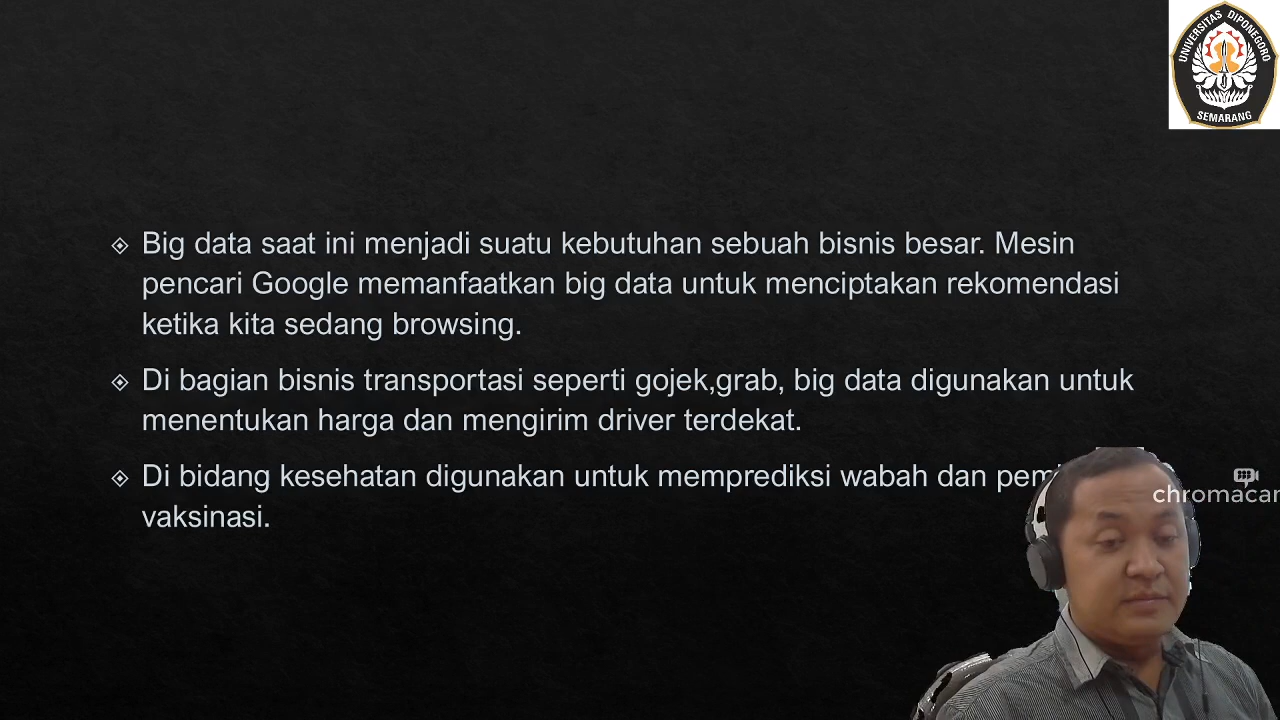 UNIVERSITAS DIPONEGORO
SEMARANG
Big data saat ini menjadi suatu kebutuhan sebuah bisnis besar. Mesin
pencari Google memanfaatkan big data untuk menciptakan rekomendasi
ketika kita sedang browsing.
Di bagian bisnis transportasi seperti gojek,grab, big data digunakan untuk
menentukan harga dan mengirim driver terdekat.
Di bidang kesehatan digunakan untuk memprediksi wabah dan
vaksinasi.
chromacam